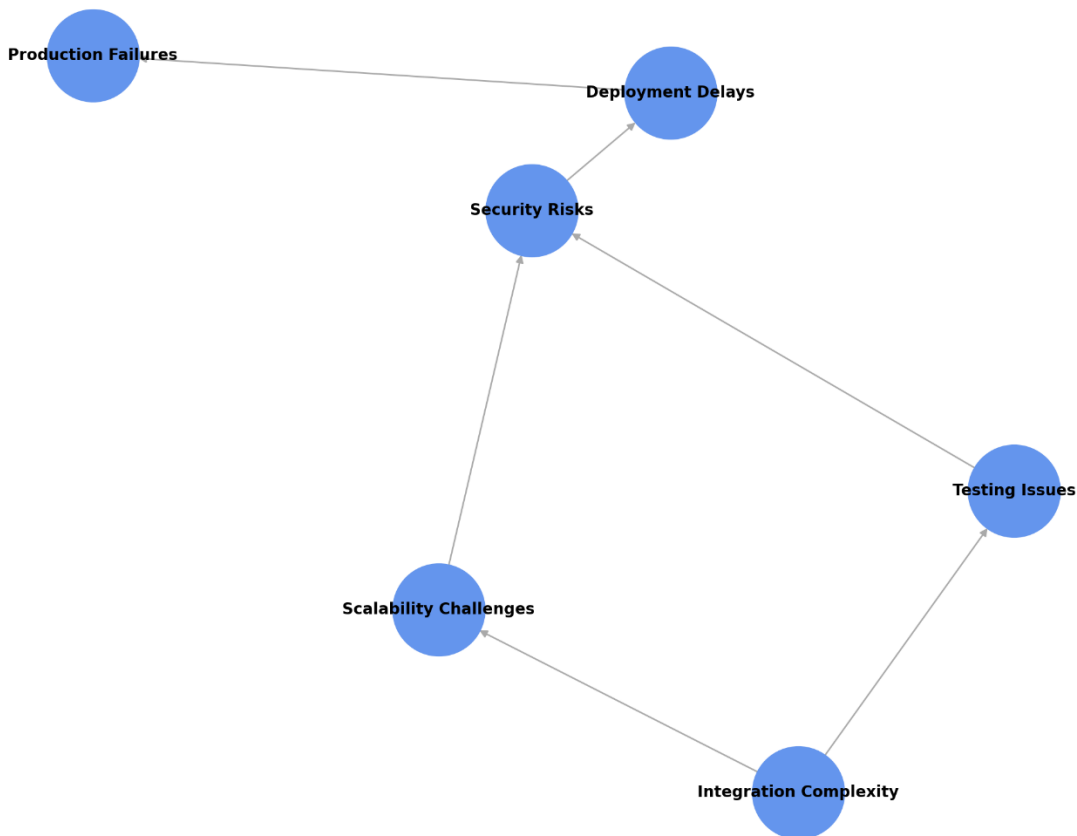 Production Failures
Deployment Delays
Security Risks
Testing Issues
Scalability Challenges
Integration Complexity